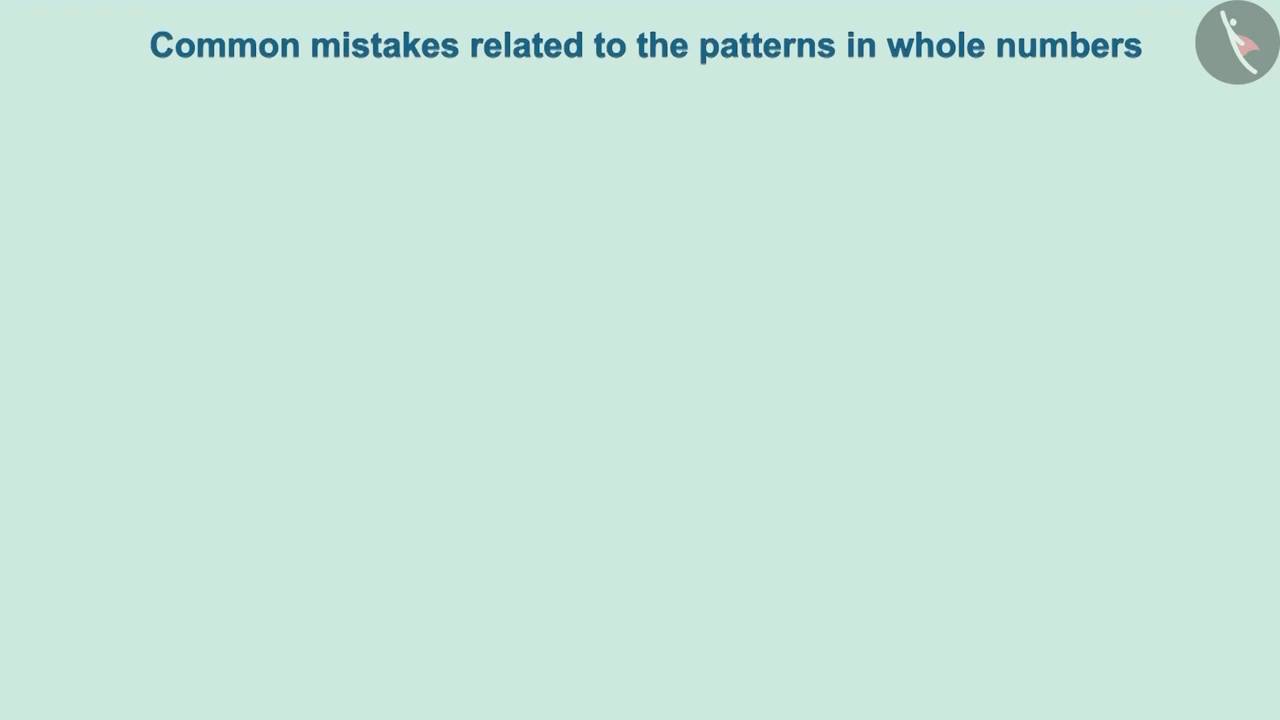 Common mistakes related to the patterns in whole numbers